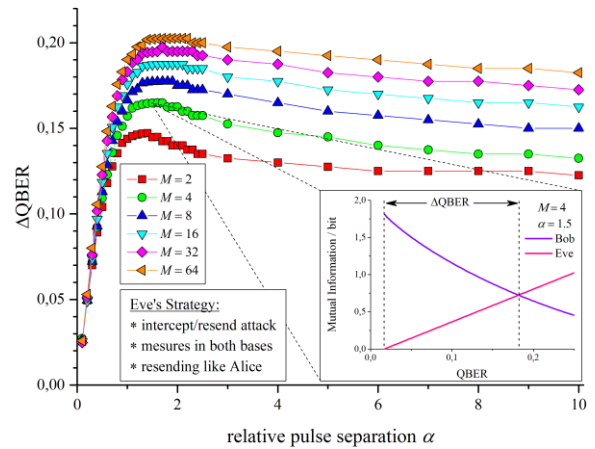 ΔQBER
0,20
0,15
0,10
0,05
0,00
M = 2
M = 4
M = 8
M = 16
M = 32
M = 64
Eve's Strategy:
* intercept/resend attack
* mesures in both bases
* resending like Alice
0
2
4
6
8
10
relative pulse separation α
ΔQBER
M = 4
α = 1.5
Bob
Eve
Mutual Information / bit
2,0
1,5
1,0
0,5
0,0
0,0
0,1
0,2
QBER